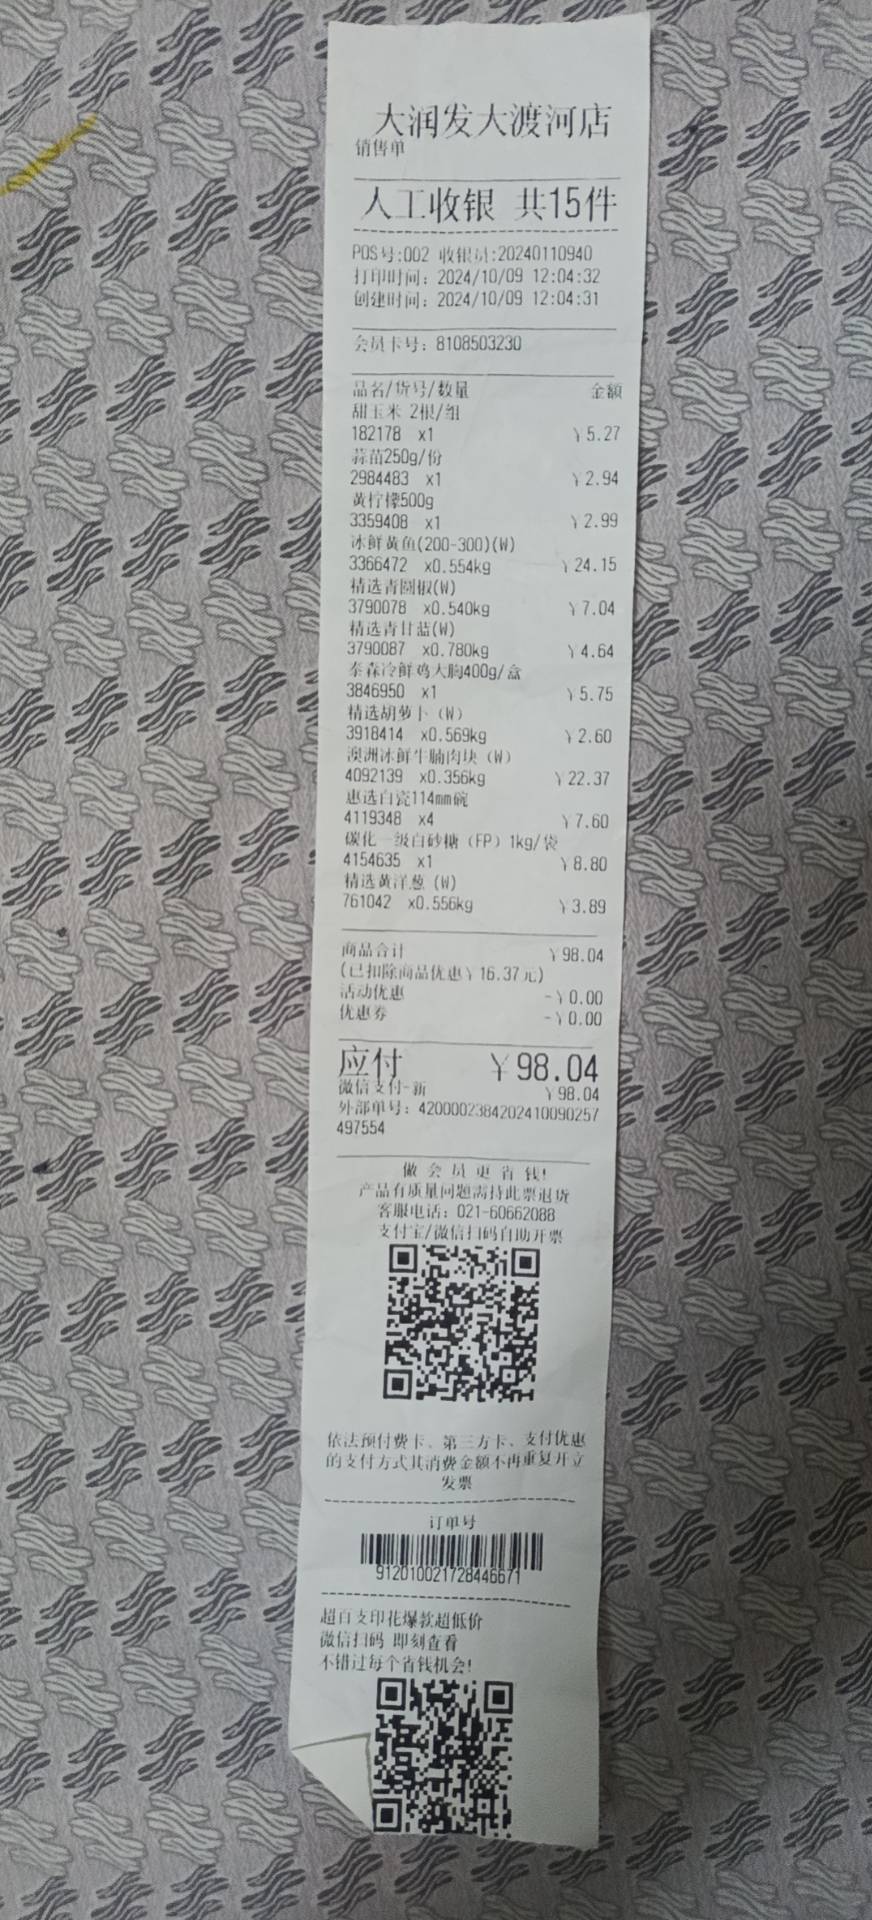 大润发大渡河店
销售单
人工收银 共15件
POS号:002 收银员:20240110940
打印时间：2024/10/09 12:04:32
创建时间：2024/10/09 12:04:31
会员卡号：8108503230
品名/货号/数量 金额
甜玉米 2根/组
182178 x1 ￥5.27
蒜苗250g/份
2984483 x1 ￥2.94
黄柠檬500g
3359408 x1 ￥2.99
冰鲜黄鱼(200-300)(W)
3366472 x0.554kg ￥24.15
精选青圆椒(W)
3790078 x0.540kg ￥7.04
精选青甘蓝(W)
3790087 x0.780kg ￥4.64
泰森冷鲜鸡大胸400g/盒
3846950 x1 ￥5.75
精选胡萝卜（W）
3918414 x0.569kg ￥2.60
澳洲冰鲜牛腩肉块（W）
4092139 x0.356kg ￥22.37
惠选白瓷114mm碗
4119348 x4 ￥7.60
碳化一级白砂糖（FP）1kg/袋
4154635 x1 ￥8.80
精选黄洋葱（W）
761042 x0.556kg ￥3.89
商品合计 ￥98.04
(已扣除商品优惠￥16.37元)
活动优惠 -￥0.00
优惠券 -￥0.00
应付 ￥98.04
微信支付-新 ￥98.04
外部单号：4200002384202410090257
497554
做会员更省钱!
产品有质量问题需持此票退货
客服电话：021-60662088
支付宝/微信扫码自助开票
依法预付费卡、第三方卡、支付优惠
的支付方式其消费金额不再重复开立
发票
订单号
912010021728446671
超百支印花爆款超低价
微信扫码 即刻查看
不错过每个省钱机会!